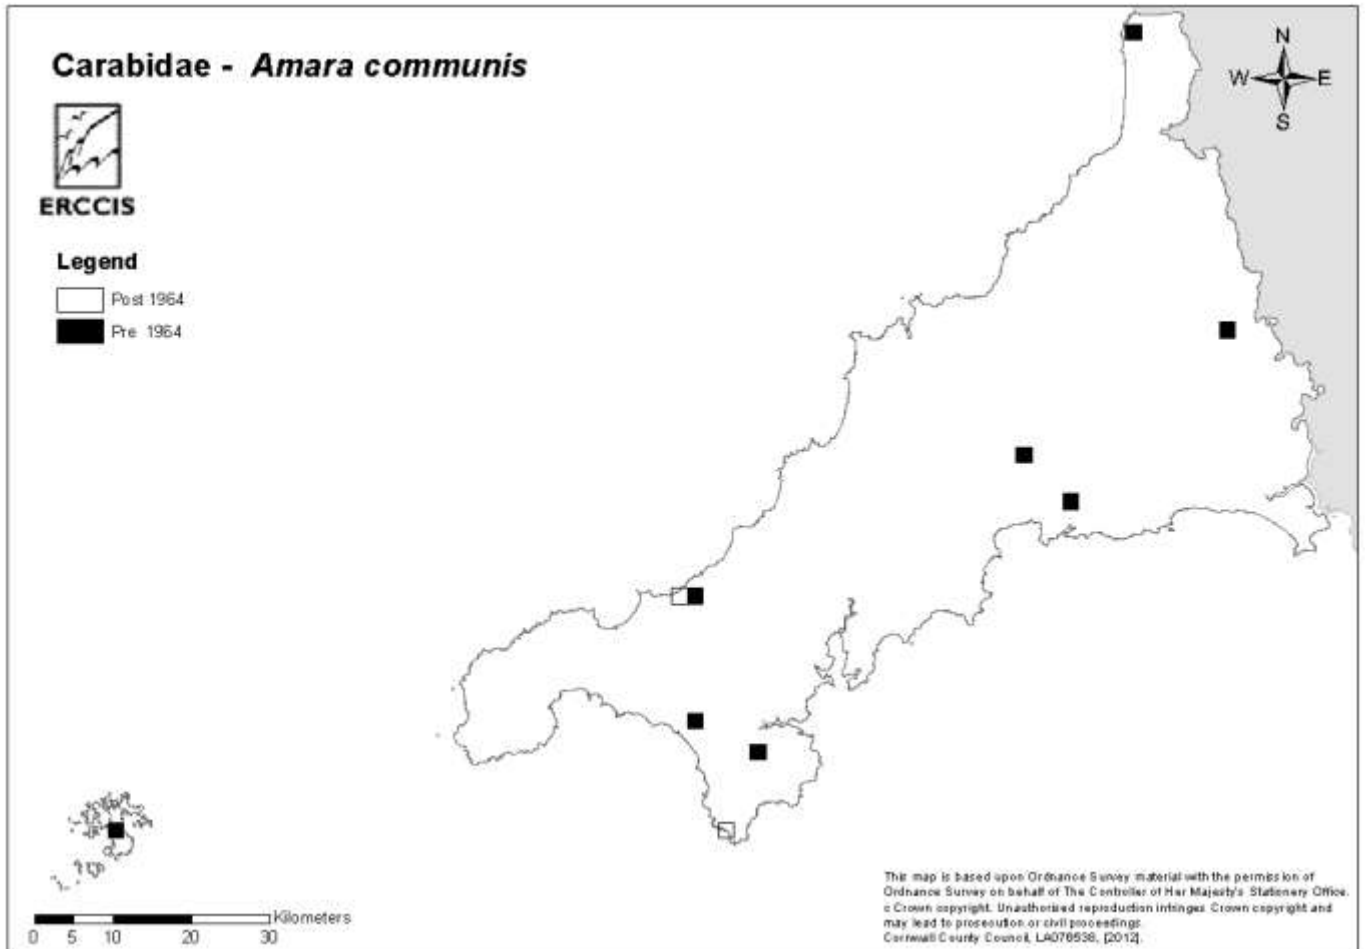 Carabidae - Amara communis
N
W E
S
ERCCIS
Legend
Post 1964
Pre 1964
Kilometers
0 5 10 20 30
This map is based upon Ordnance Survey material with the permission of
Ordnance Survey on behalf of The Controller of Her Majesty's Stationery Office.
c Crown copyright. Unauthorised reproduction infringes Crown copyright and
may lead to prosecution or civil proceedings.
Cornwall County Council, LA076538, [2012].